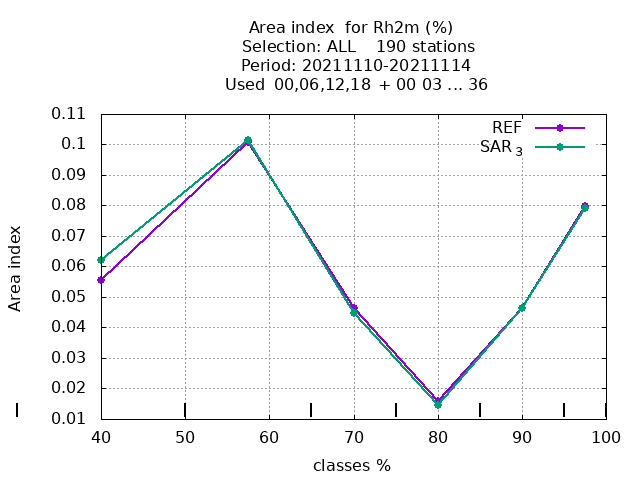 Area index  for Rh2m (%)
Selection: ALL    190 stations
Period: 20211110-20211114
Used  00,06,12,18  + 00 03 ... 36
REF
SAR 3
Area index
0.11
0.1
0.09
0.08
0.07
0.06
0.05
0.04
0.03
0.02
0.01
40 50 60 70 80 90 100
classes %